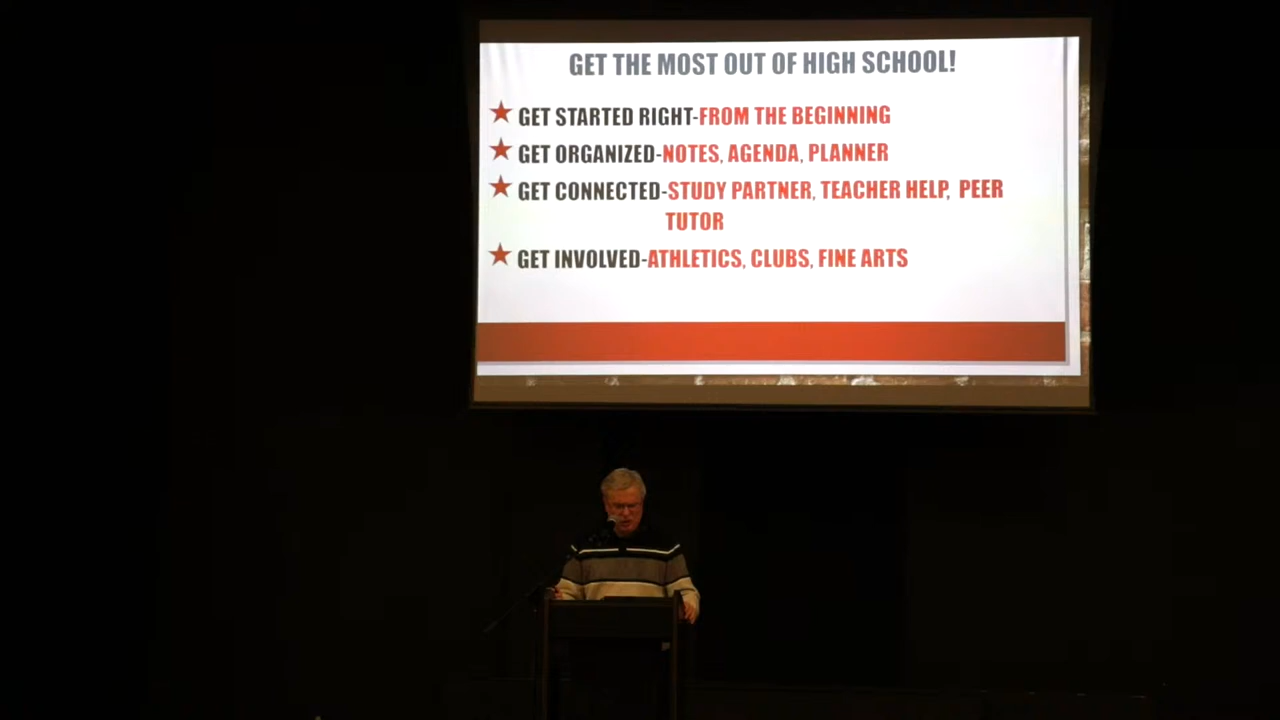 GET THE MOST OUT OF HIGH SCHOOL!
GET STARTED RIGHT-FROM THE BEGINNING
GET ORGANIZED-NOTES, AGENDA, PLANNER
GET CONNECTED-STUDY PARTNER, TEACHER HELP, PEER
TUTOR
GET INVOLVED-ATHLETICS, CLUBS, FINE ARTS